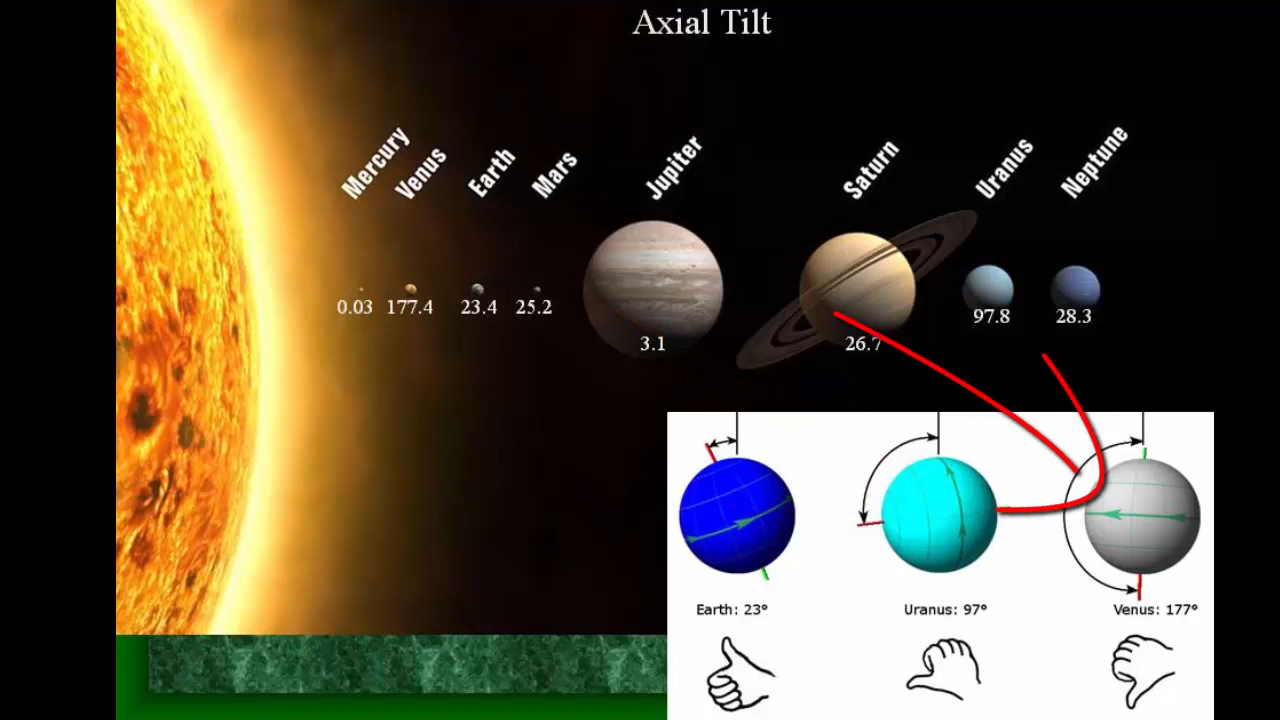 Axial Tilt
Mercury
Venus
Earth
Mars
Jupiter
Saturn
Uranus
Neptune
0.03
177.4
23.4
25.2
3.1
26.7
97.8
28.3
Earth: 23°
Uranus: 97°
Venus: 177°